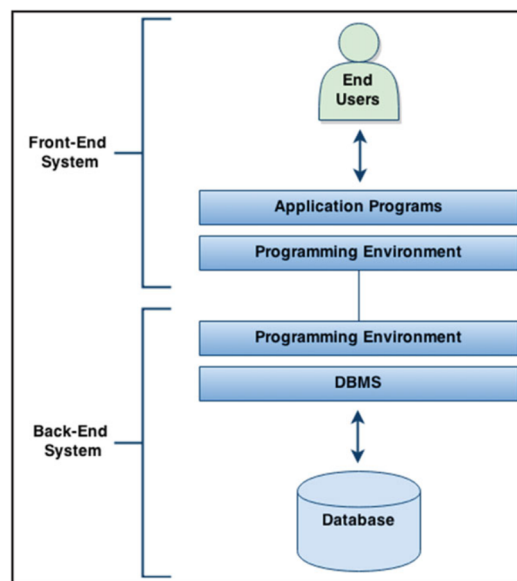 End
Users
Front-End
System
Application Programs
Programming Environment
Programming Environment
DBMS
Back-End
System
Database